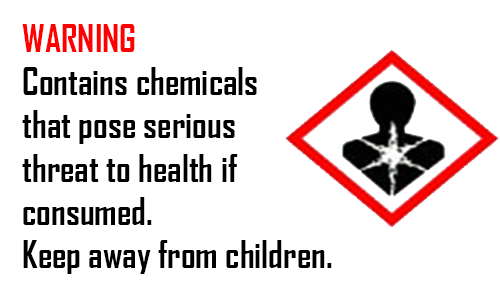 WARNING
Contains chemicals
that pose serious
threat to health if
consumed.
Keep away from children.